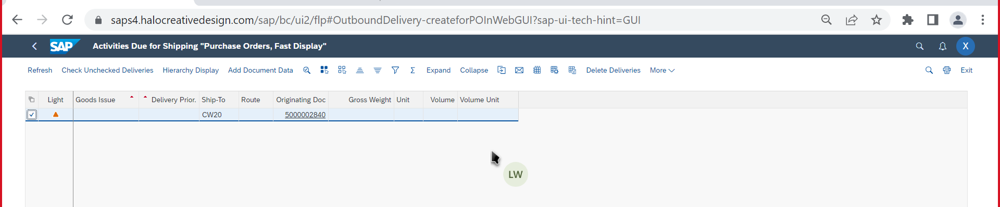 saps4.halocreativedesign.com/sap/bc/ui2/flp#OutboundDelivery-createforPOInWebGUI?sap-ui-tech-hint=GUI
SAP Activities Due for Shipping "Purchase Orders, Fast Display" X
Refresh Check Unchecked Deliveries Hierarchy Display Add Document Data Σ Expand Collapse Delete Deliveries More Exit
Light Goods Issue Delivery Prior. Ship-To Route Originating Doc Gross Weight Unit Volume Volume Unit
CW20 5000002840
LW